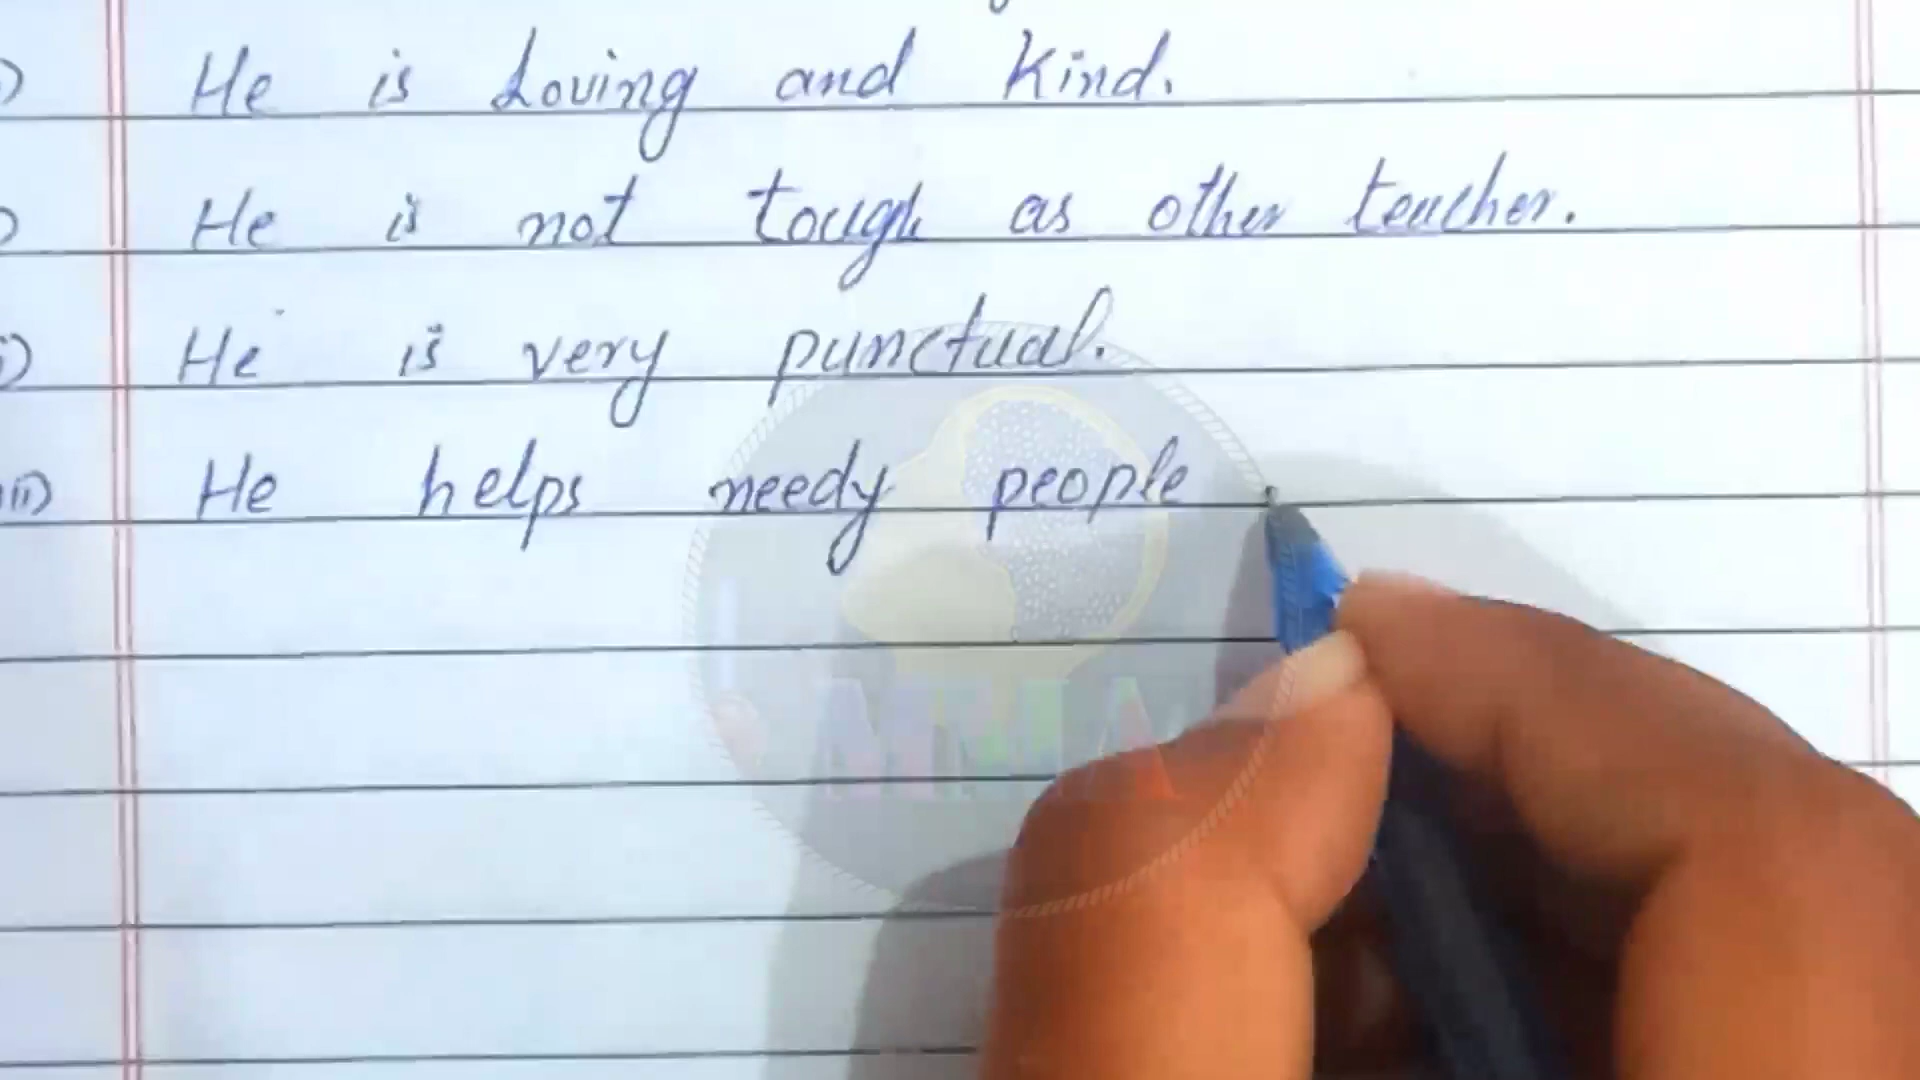 ) He is Loving and Kind.
) He is not tough as other teacher.
i) He is very punctual.
ii) He helps needy people